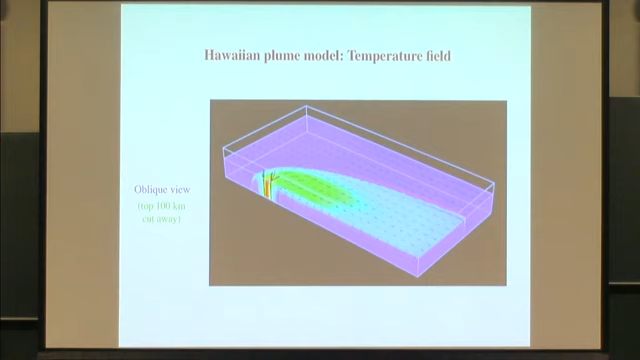 Hawaiian plume model: Temperature field
Oblique view
(top 100 km
cut away)